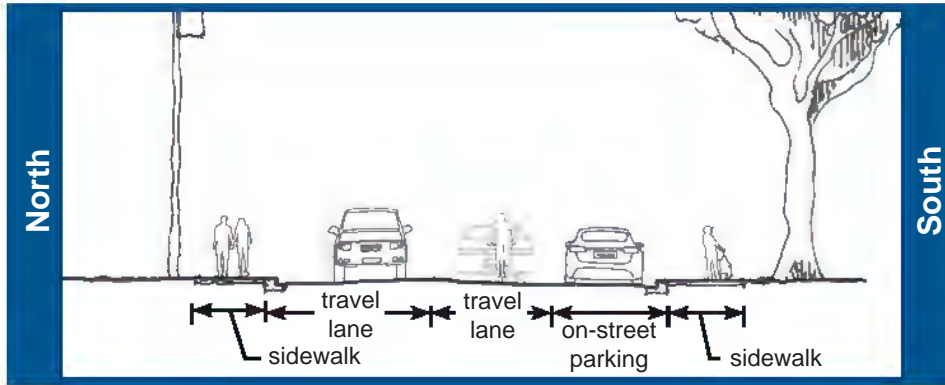 North
South
travel
lane
travel
lane
on-street
parking
sidewalk
sidewalk